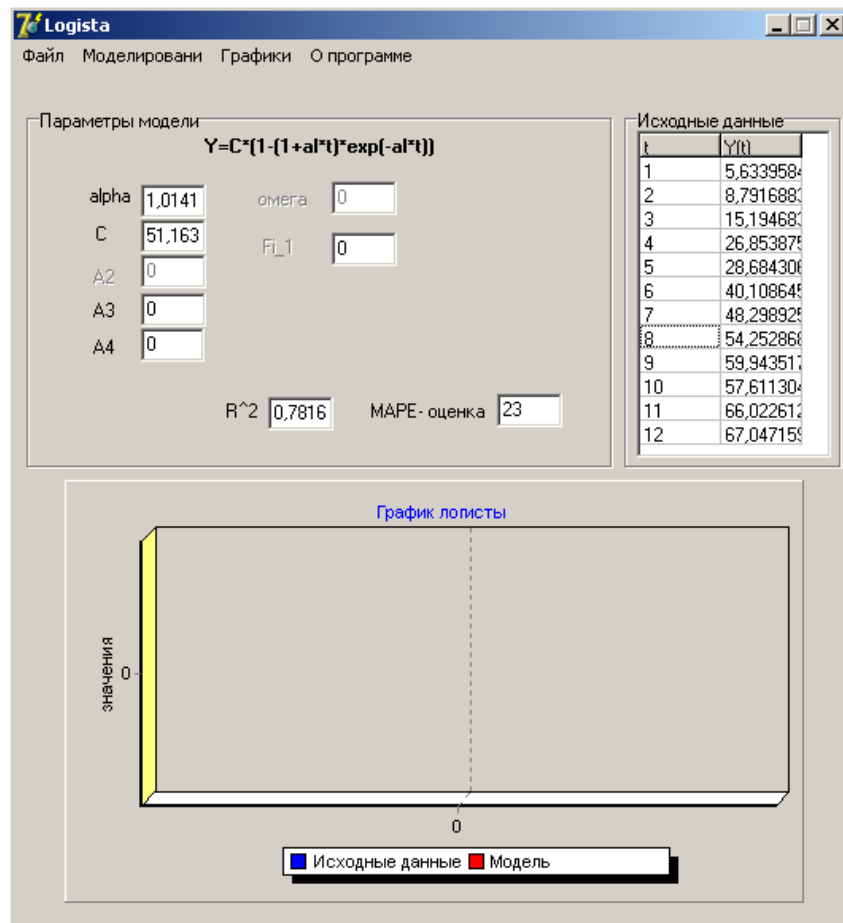 Logista
Файл Моделировани Графики О программе
Параметры модели
Y=C*(1-(1+al*t)*exp(-al*t))
alpha 1,0141 омега 0
C 51,163 Fi_1 0
A2 0
A3 0
A4 0
R^2 0,7816 MAPE- оценка 23
Исходные данные
t Y(t)
1 5,6339584
2 8,7916883
3 15,194683
4 26,853875
5 28,684306
6 40,108645
7 48,298925
8 54,252868
9 59,943517
10 57,611304
11 66,022612
12 67,047159
График логисты
значения
0
0
Исходные данные Модель